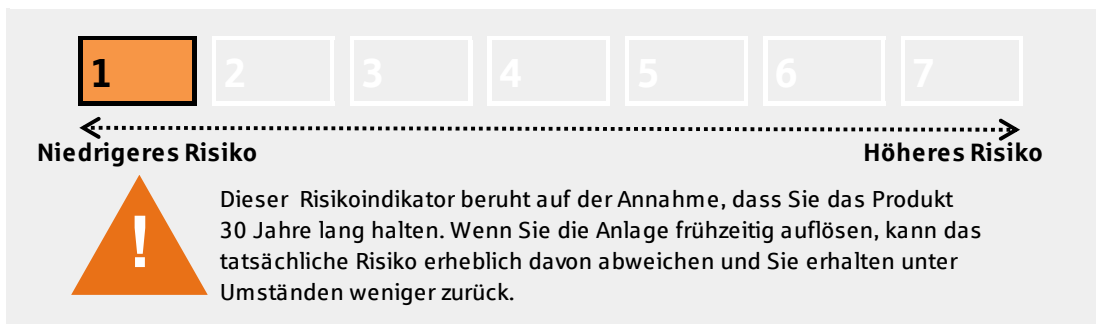 1 2 3 4 5 6 7
Niedrigeres Risiko Höheres Risiko
!
Dieser Risikoindikator beruht auf der Annahme, dass Sie das Produkt
30 Jahre lang halten. Wenn Sie die Anlage frühzeitig auflösen, kann das
tatsächliche Risiko erheblich davon abweichen und Sie erhalten unter
Umständen weniger zurück.